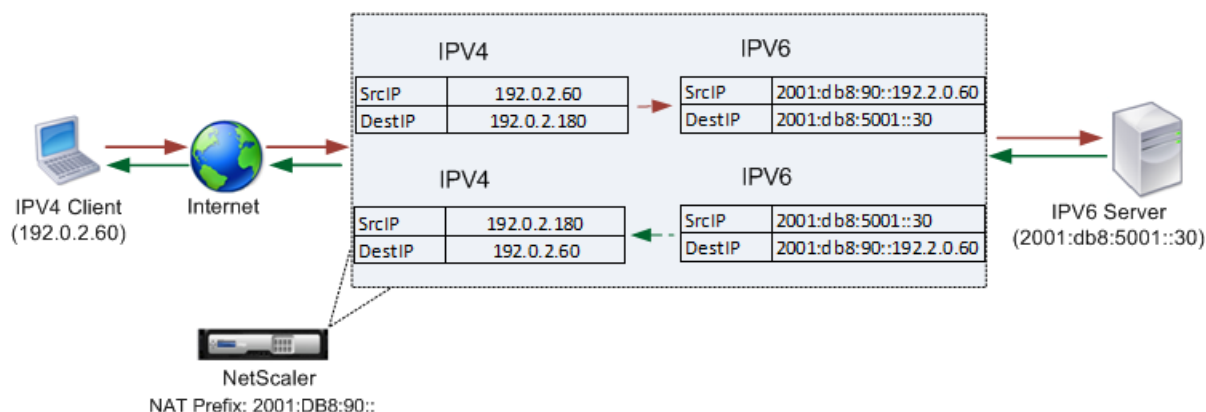 IPV4 IPV6
SrcIP 192.0.2.60 SrcIP 2001:db8:90::192.2.0.60
DestIP 192.0.2.180 DestIP 2001:db8:5001::30
IPV4 Client
(192.0.2.60)
Internet
IPV4 IPV6
SrcIP 192.0.2.180 SrcIP 2001:db8:5001::30
DestIP 192.0.2.60 DestIP 2001:db8:90::192.2.0.60
IPV6 Server
(2001:db8:5001::30)
NetScaler
NAT Prefix: 2001:DB8:90::